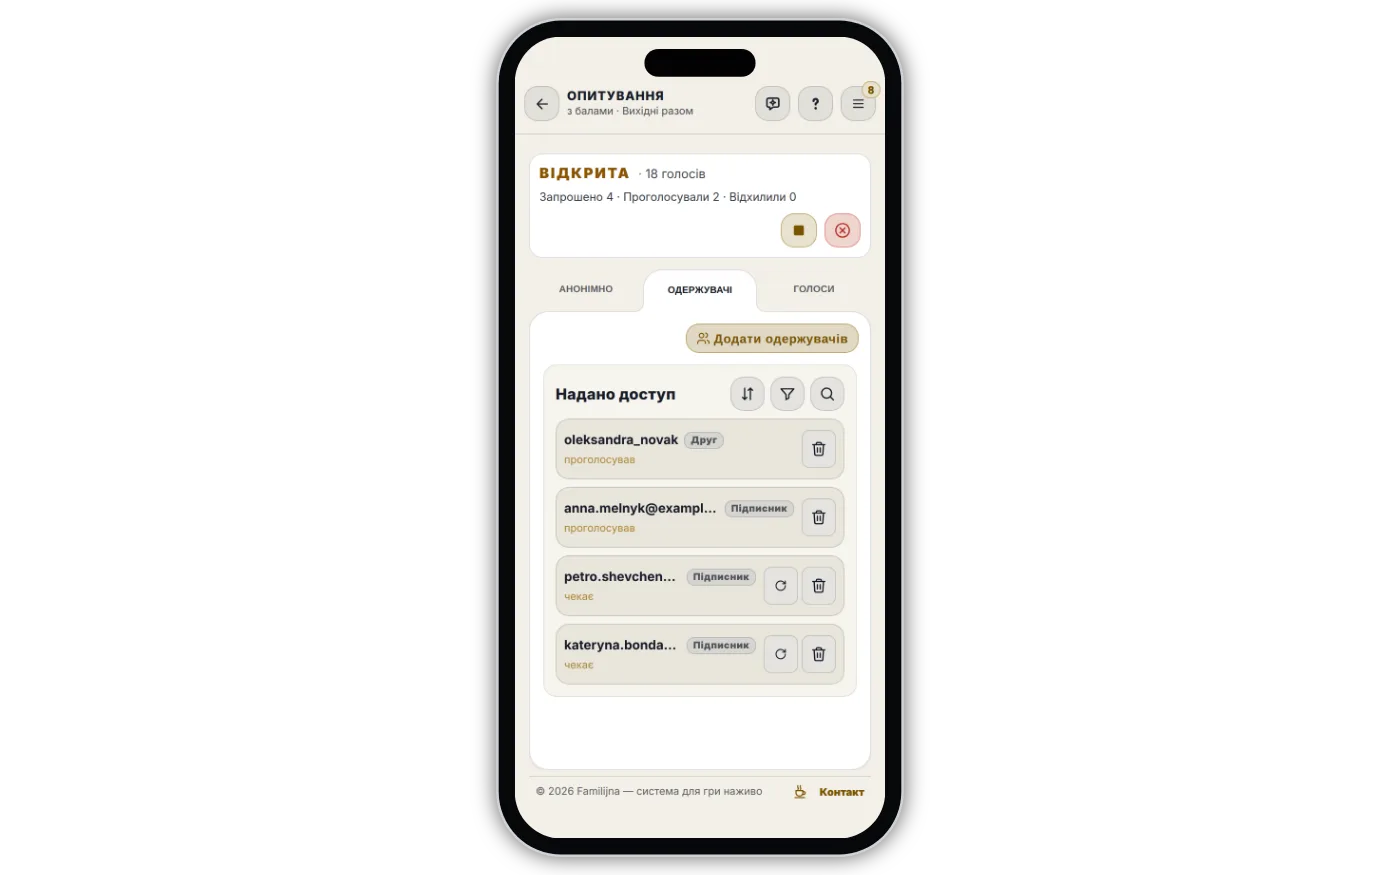 ОПИТУВАННЯ
з балами · Вихідні разом
?
8
ВІДКРИТА · 18 голосів
Запрошено 4 · Проголосували 2 · Відхилили 0
АНОНІМНО
ОДЕРЖУВАЧІ
ГОЛОСИ
Додати одержувачів
Надано доступ
oleksandra_novak Друг
проголосував
anna.melnyk@exampl... Підписник
проголосував
petro.shevchen... Підписник
чекає
kateryna.bonda... Підписник
чекає
© 2026 Familijna — система для гри наживо
Контакт